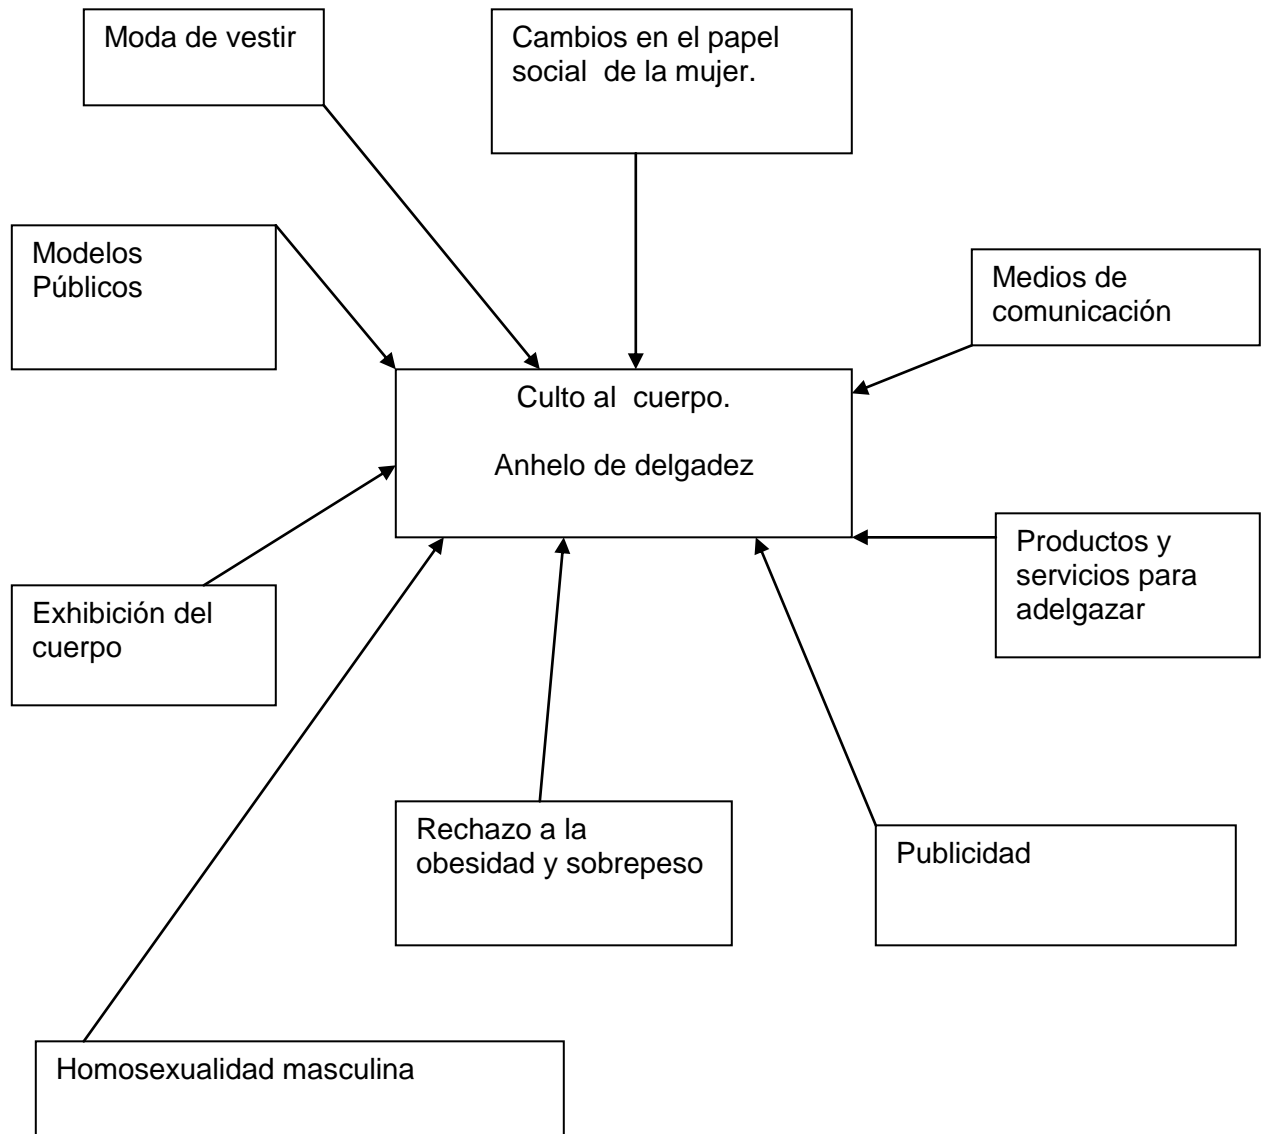 Moda de vestir
Cambios en el papel
social  de la mujer.
Modelos
Públicos
Medios de
comunicación
Culto al  cuerpo.
Anhelo de delgadez
Productos y
servicios para
adelgazar
Exhibición del
cuerpo
Rechazo a la
obesidad y sobrepeso
Publicidad
Homosexualidad masculina